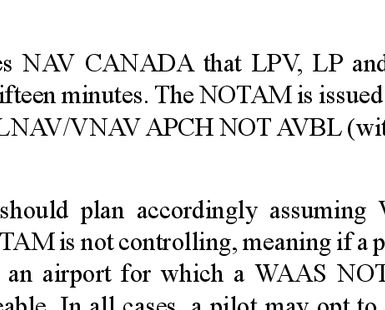 es NAV CANADA that LPV, LP and
ifteen minutes. The NOTAM is issued
LNAV/VNAV APCH NOT AVBL (wit
should plan accordingly assuming
TAM is not controlling, meaning if a p
an airport for which a WAAS NOT
eable. In all cases, a pilot may opt to